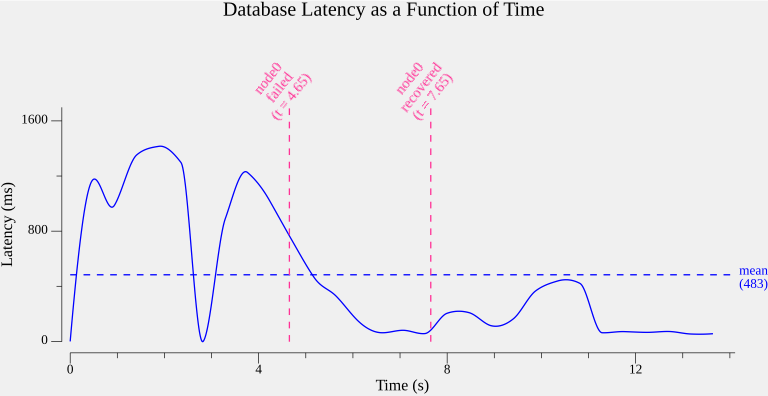 Database Latency as a Function of Time
node0
failed
(t = 4.65)
node0
recovered
(t = 7.65)
1600
800
0
Latency (ms)
mean
(483)
0
4
8
12
Time (s)